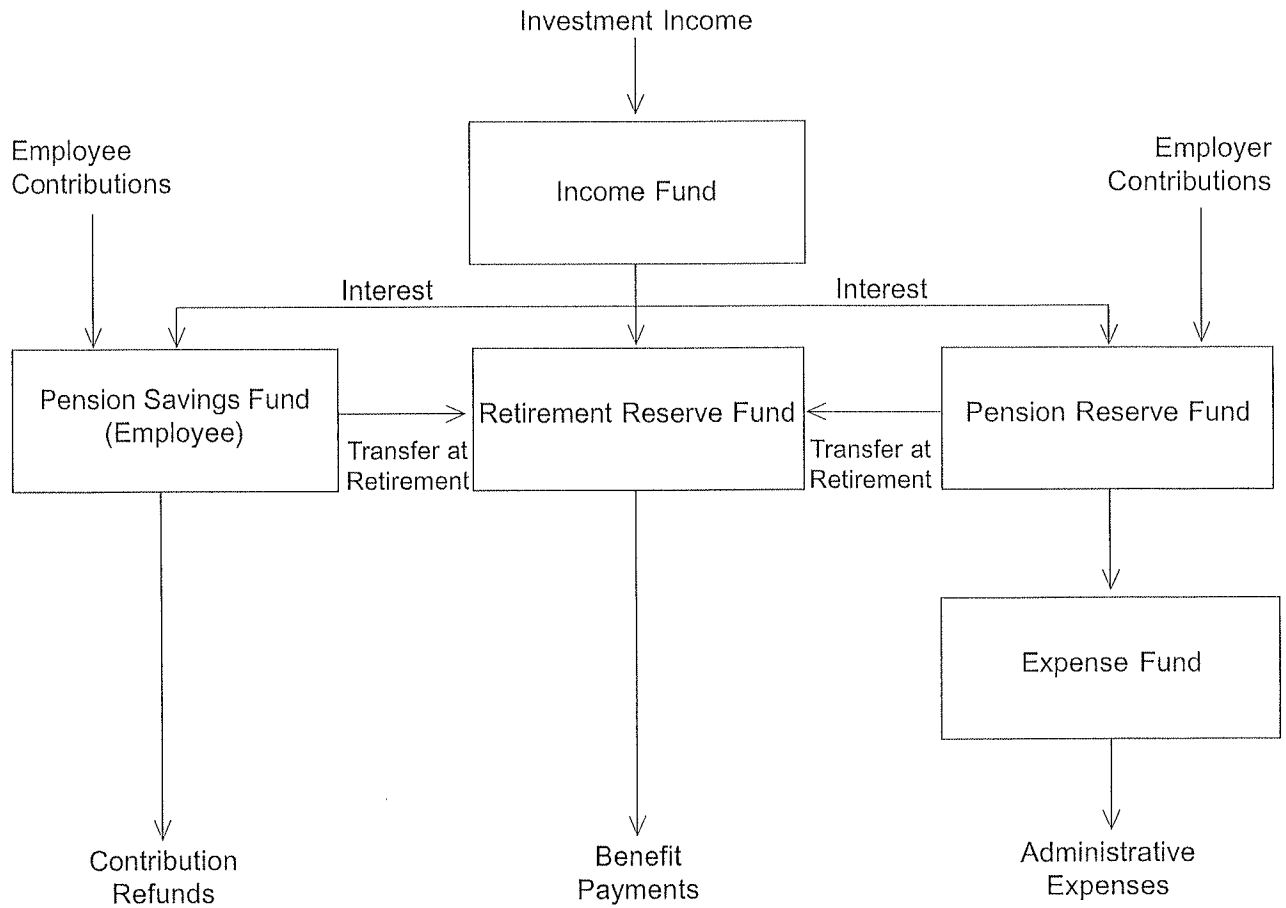 Investment Income
Employee
Contributions
Income Fund
Employer
Contributions
Interest
Interest
Pension Savings Fund
(Employee)
Transfer at
Retirement
Retirement Reserve Fund
Transfer at
Retirement
Pension Reserve Fund
Expense Fund
Contribution
Refunds
Benefit
Payments
Administrative
Expenses